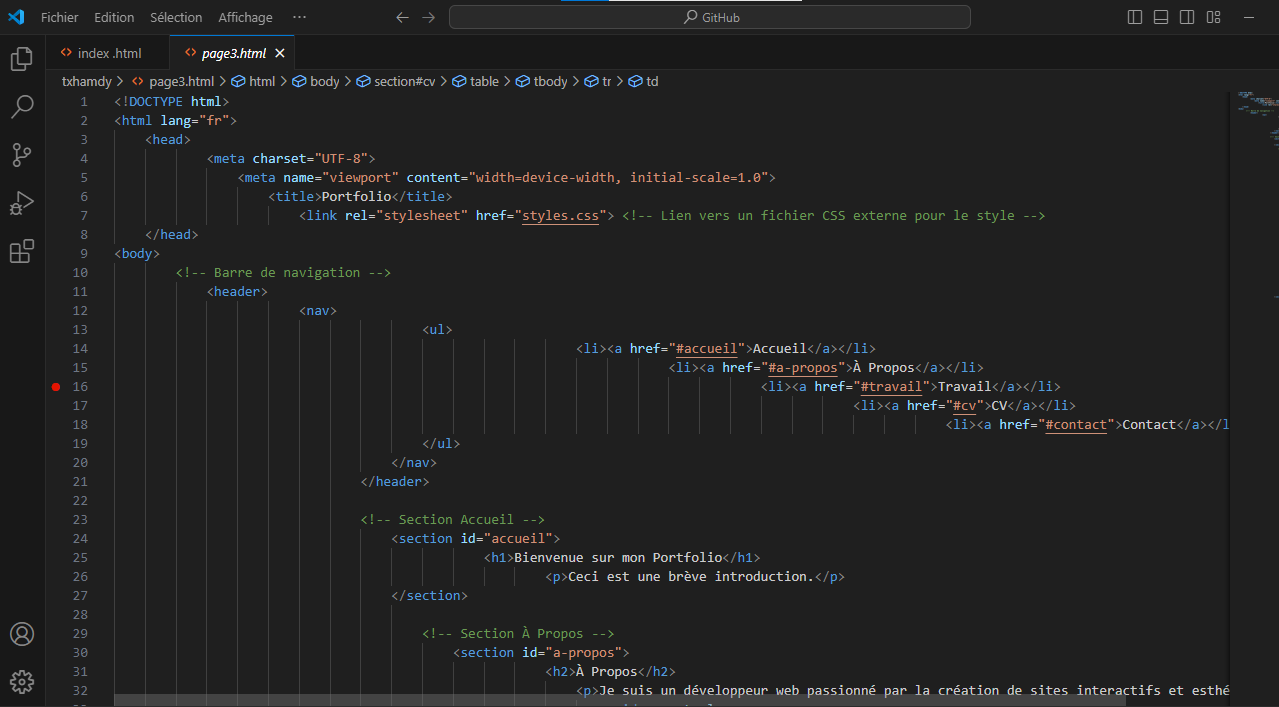 Fichier Edition Sélection Affichage ··· GitHub
index .html page3.html
txhamdy > page3.html > html > body > section#cv > table > tbody > tr > td
1 <!DOCTYPE html>
2 <html lang="fr">
3 <head>
4 <meta charset="UTF-8">
5 <meta name="viewport" content="width=device-width, initial-scale=1.0">
6 <title>Portfolio</title>
7 <link rel="stylesheet" href="styles.css"> <!-- Lien vers un fichier CSS externe pour le style -->
8 </head>
9 <body>
10 <!-- Barre de navigation -->
11 <header>
12 <nav>
13 <ul>
14 <li><a href="#accueil">Accueil</a></li>
15 <li><a href="#a-propos">À Propos</a></li>
16 <li><a href="#travail">Travail</a></li>
17 <li><a href="#cv">CV</a></li>
18 <li><a href="#contact">Contact</a></l
19 </ul>
20 </nav>
21 </header>
22
23 <!-- Section Accueil -->
24 <section id="accueil">
25 <h1>Bienvenue sur mon Portfolio</h1>
26 <p>Ceci est une brève introduction.</p>
27 </section>
28
29 <!-- Section À Propos -->
30 <section id="a-propos">
31 <h2>À Propos</h2>
32 <p>Je suis un développeur web passionné par la création de sites interactifs et esthé